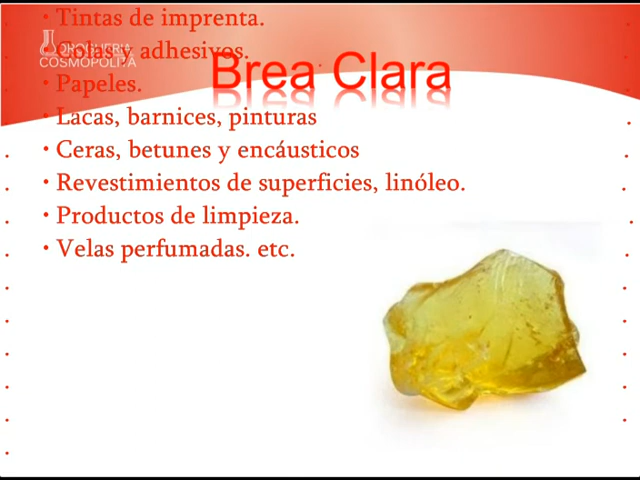 • Tintas de imprenta.
DROGUERIA
COSMOPOLITA
• Colas y adhesivos.
Brea Clara
• Papeles.
• Lacas, barnices, pinturas
• Ceras, betunes y encáusticos
• Revestimientos de superficies, linóleo.
• Productos de limpieza.
• Velas perfumadas. etc.